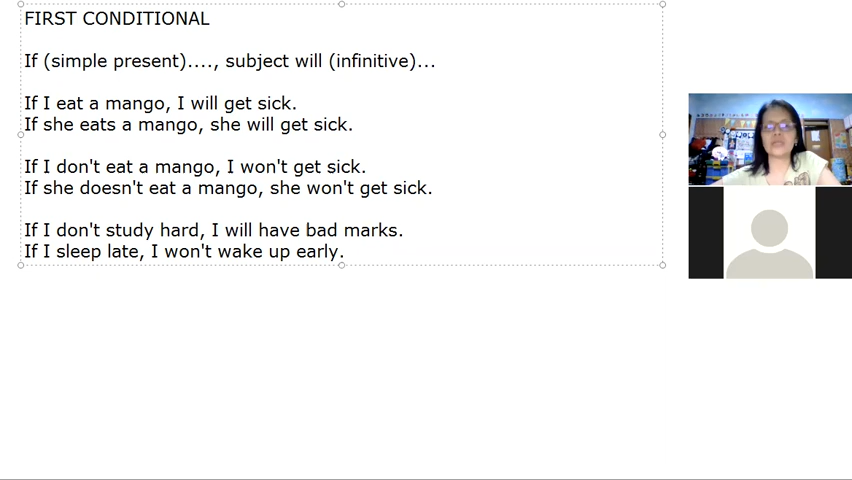 FIRST CONDITIONAL
If (simple present)...., subject will (infinitive)...
If I eat a mango, I will get sick.
If she eats a mango, she will get sick.
If I don't eat a mango, I won't get sick.
If she doesn't eat a mango, she won't get sick.
If I don't study hard, I will have bad marks.
If I sleep late, I won't wake up early.